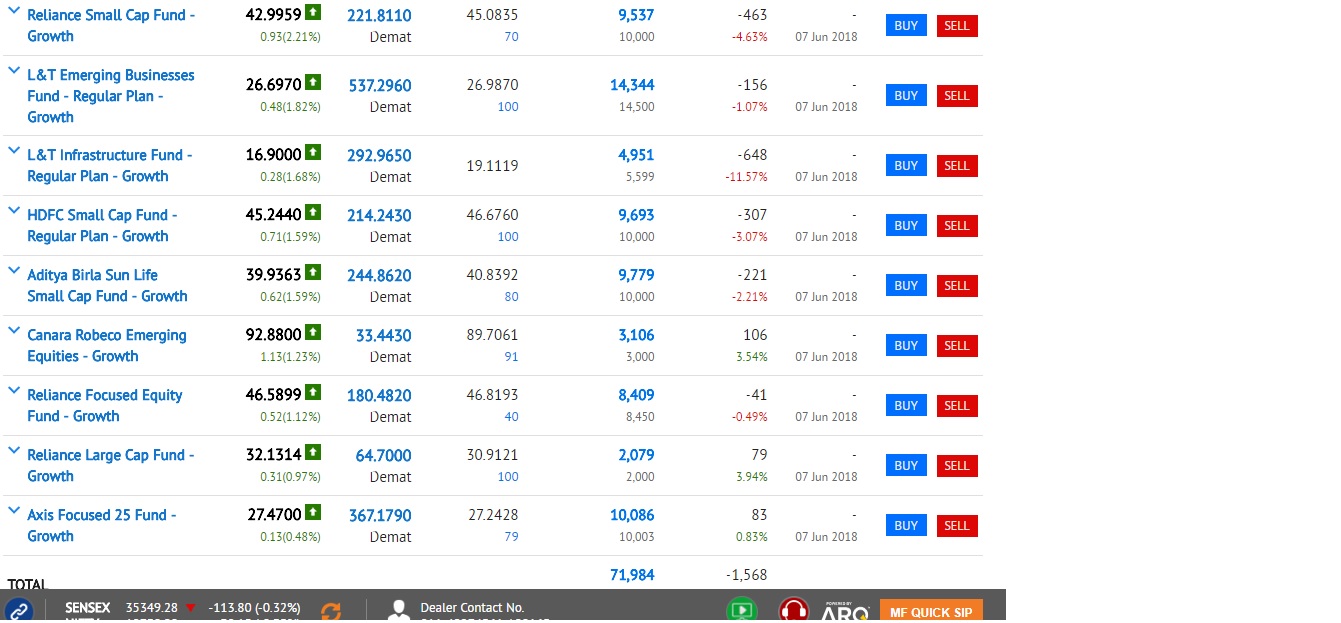 Reliance Small Cap Fund - 42.9959 221.8110 45.0835 9,537 -463 - BUY SELL
Growth 0.93(2.21%) Demat 70 10,000 -4.63% 07 Jun 2018
L&T Emerging Businesses
Fund - Regular Plan - 26.6970 537.2960 26.9870 14,344 -156 - BUY SELL
Growth 0.48(1.82%) Demat 100 14,500 -1.07% 07 Jun 2018
L&T Infrastructure Fund - 16.9000 292.9650 19.1119 4,951 -648 - BUY SELL
Regular Plan - Growth 0.28(1.68%) Demat 5,599 -11.57% 07 Jun 2018
HDFC Small Cap Fund - 45.2440 214.2430 46.6760 9,693 -307 - BUY SELL
Regular Plan - Growth 0.71(1.59%) Demat 100 10,000 -3.07% 07 Jun 2018
Aditya Birla Sun Life 39.9363 244.8620 40.8392 9,779 -221 - BUY SELL
Small Cap Fund - Growth 0.62(1.59%) Demat 80 10,000 -2.21% 07 Jun 2018
Canara Robeco Emerging 92.8800 33.4430 89.7061 3,106 106 - BUY SELL
Equities - Growth 1.13(1.23%) Demat 91 3,000 3.54% 07 Jun 2018
Reliance Focused Equity 46.5899 180.4820 46.8193 8,409 -41 - BUY SELL
Fund - Growth 0.52(1.12%) Demat 40 8,450 -0.49% 07 Jun 2018
Reliance Large Cap Fund - 32.1314 64.7000 30.9121 2,079 79 - BUY SELL
Growth 0.31(0.97%) Demat 100 2,000 3.94% 07 Jun 2018
Axis Focused 25 Fund - 27.4700 367.1790 27.2428 10,086 83 - BUY SELL
Growth 0.13(0.48%) Demat 79 10,003 0.83% 07 Jun 2018
TOTAL 71,984 -1,568
SENSEX 35349.28 -113.80 (-0.32%) Dealer Contact No. POWERED BY ARQ MF QUICK SIP